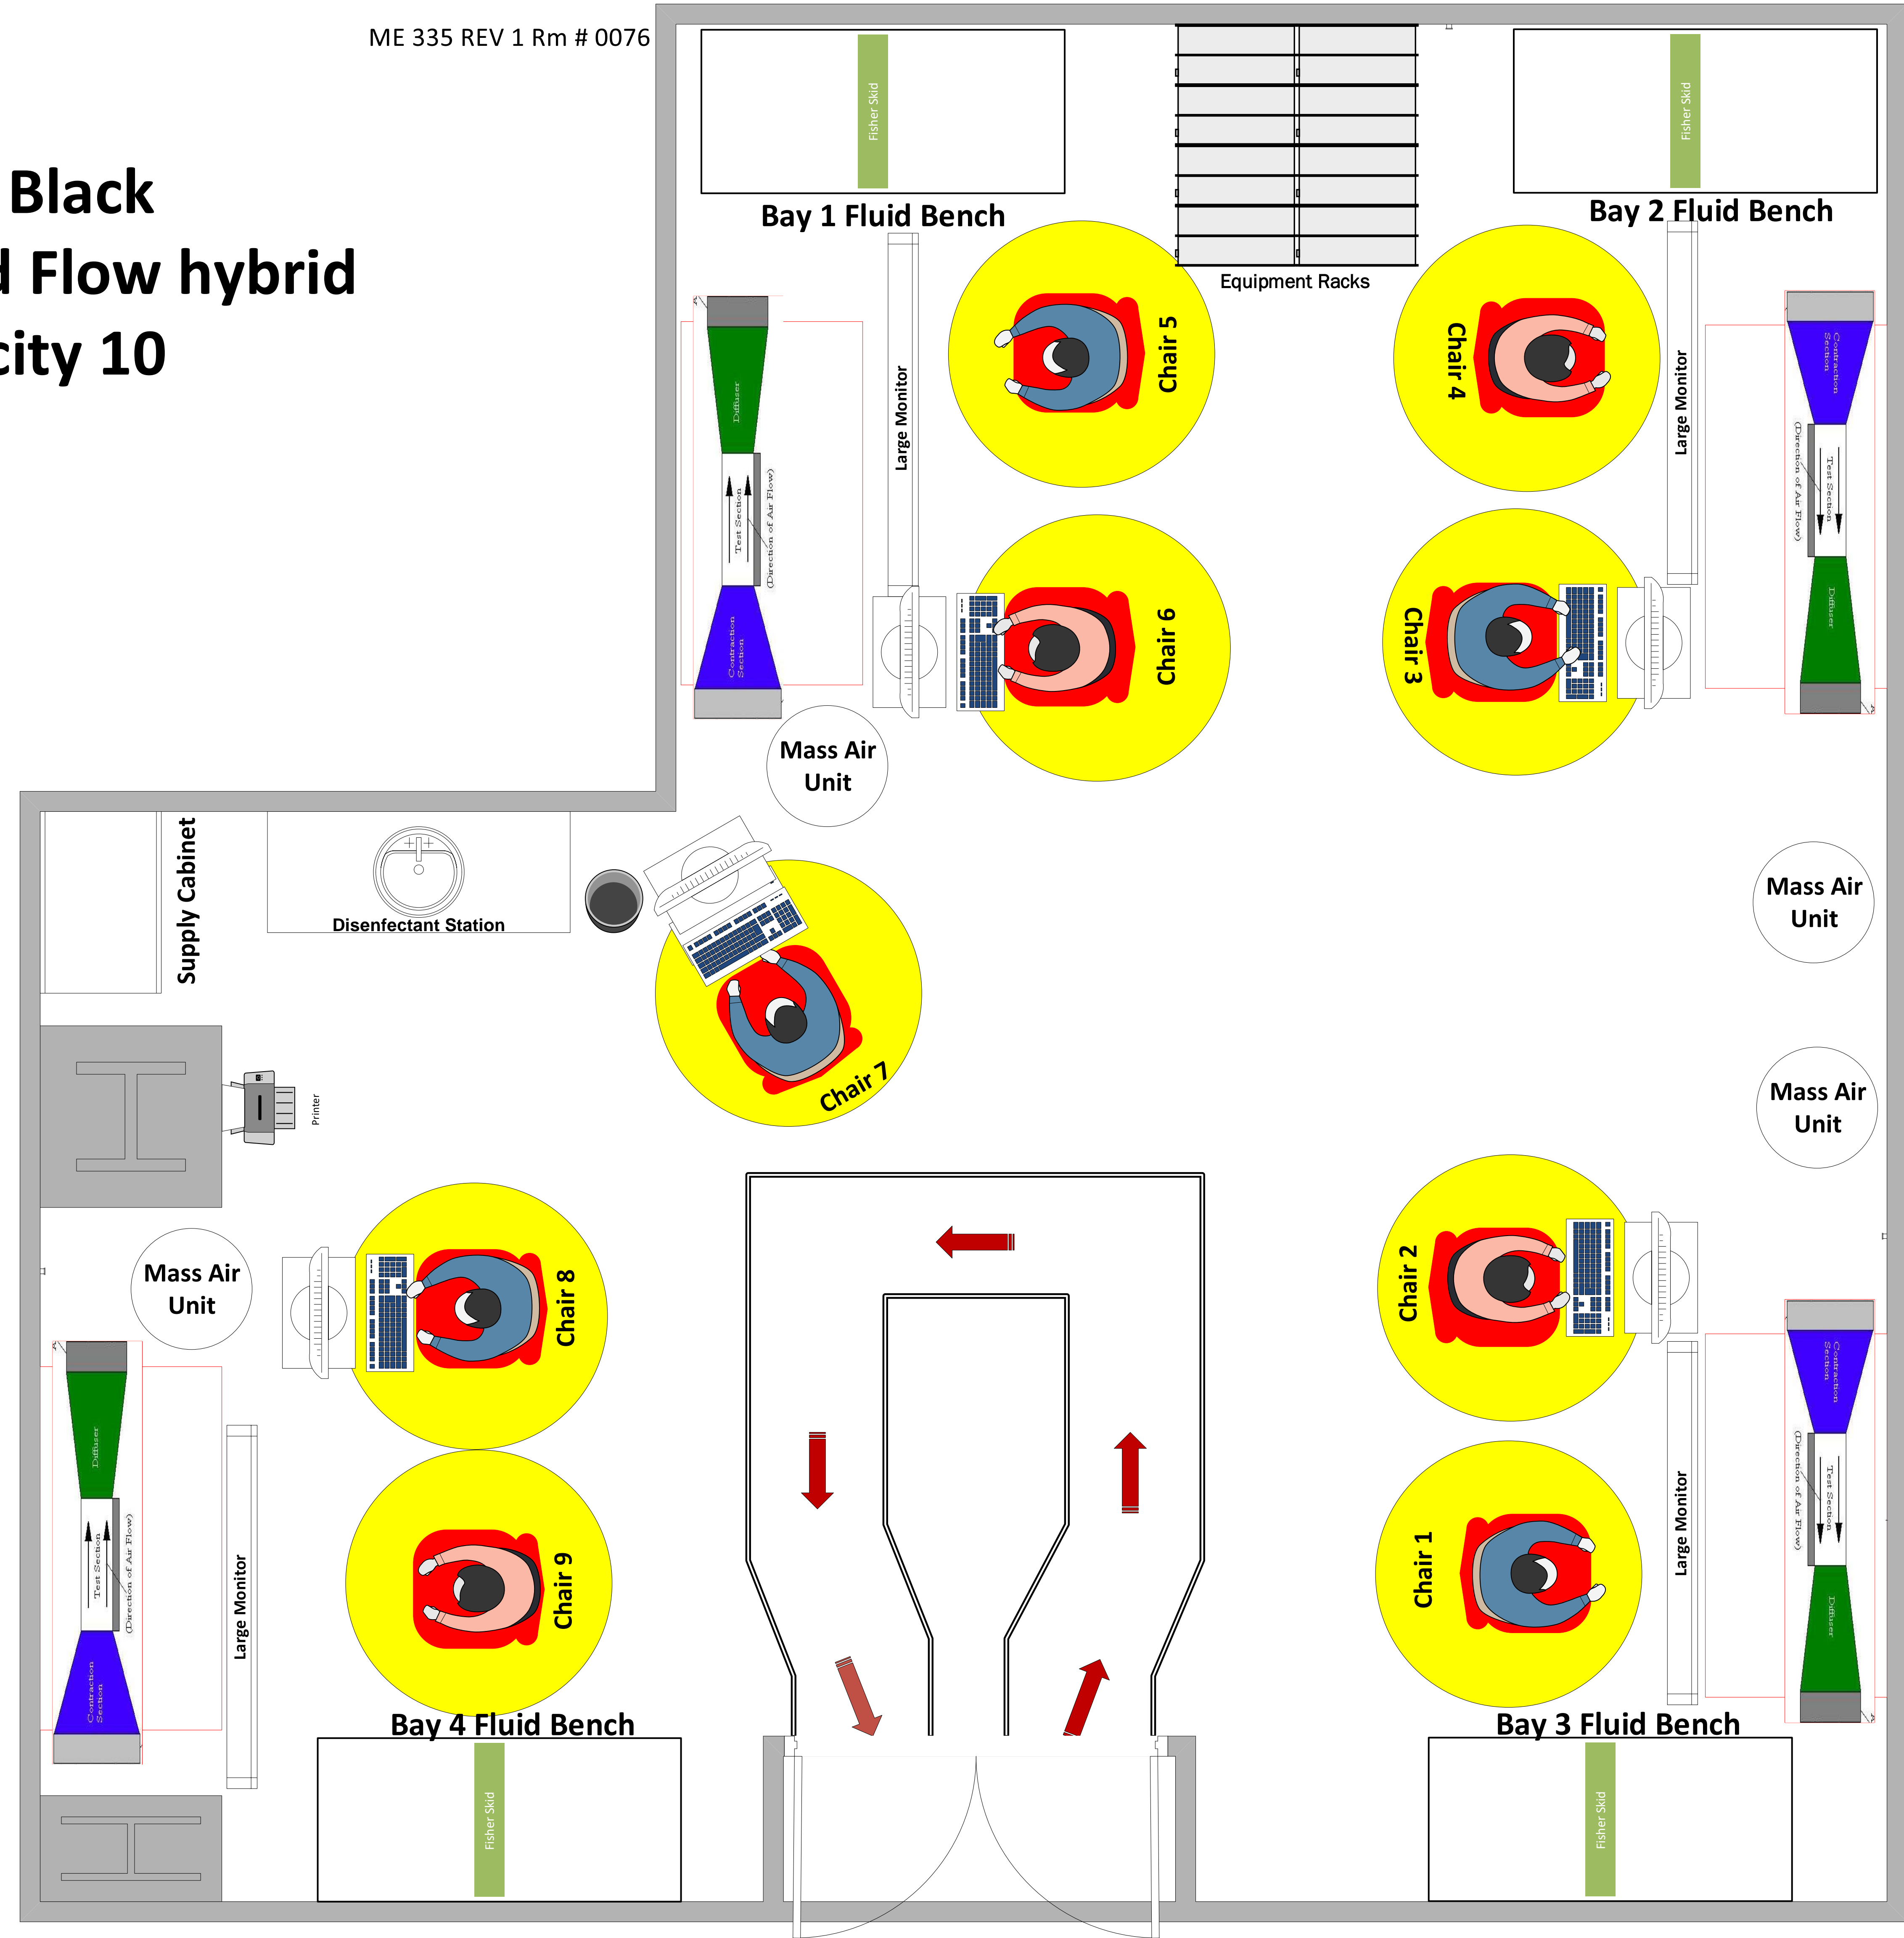 ME 335 REV 1 Rm # 0076
Black
Flow hybrid
city 10
Fisher Skid
Fisher Skid
Bay 1 Fluid Bench
Bay 2 Fluid Bench
Equipment Racks
Diffuser
Test Section
(Direction of Air Flow)
Contraction
Section
Large Monitor
Chair 5
Chair 4
Large Monitor
Contraction
Section
Test Section
(Direction of Air Flow)
Diffuser
Chair 6
Chair 3
Mass Air
Unit
Supply Cabinet
Disenfectant Station
Mass Air
Unit
Chair 7
Printer
Mass Air
Unit
Mass Air
Unit
Chair 8
Chair 2
Diffuser
Test Section
(Direction of Air Flow)
Contraction
Section
Large Monitor
Chair 9
Chair 1
Large Monitor
Contraction
Section
Test Section
(Direction of Air Flow)
Diffuser
Bay 4 Fluid Bench
Bay 3 Fluid Bench
Fisher Skid
Fisher Skid